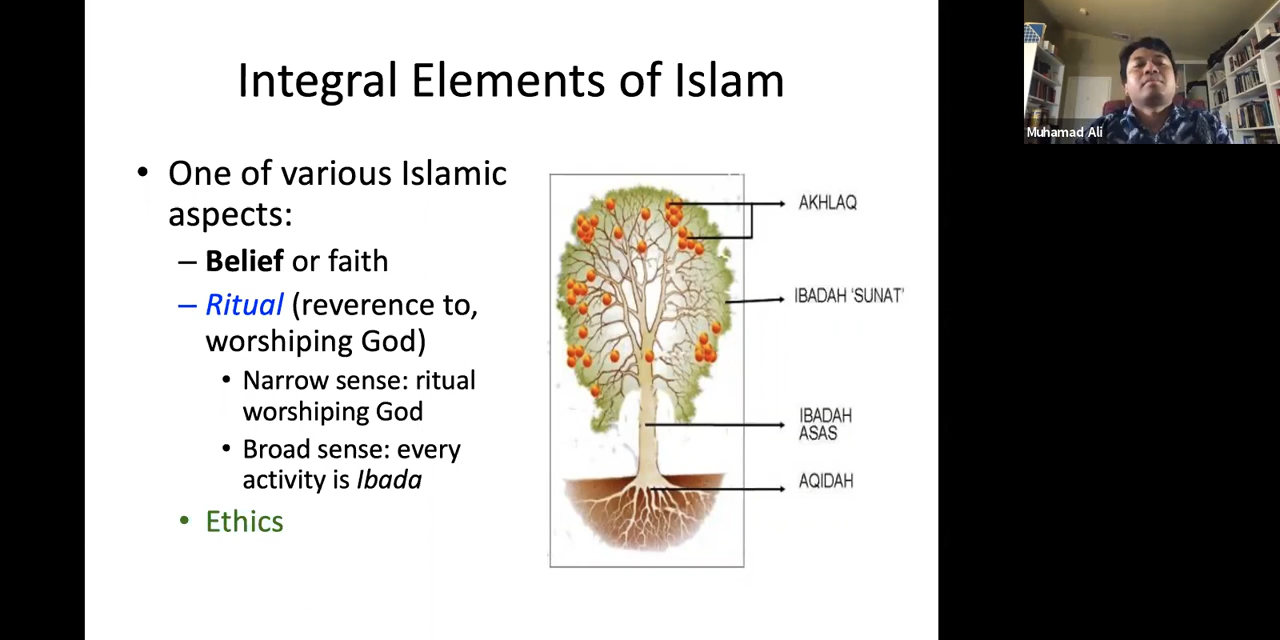 Integral Elements of Islam
• One of various Islamic
aspects:
– Belief or faith
– Ritual (reverence to,
worshiping God)
• Narrow sense: ritual
worshiping God
• Broad sense: every
activity is Ibada
• Ethics
AKHLAQ
IBADAH 'SUNAT'
IBADAH
ASAS
AQIDAH
Muhamad Ali